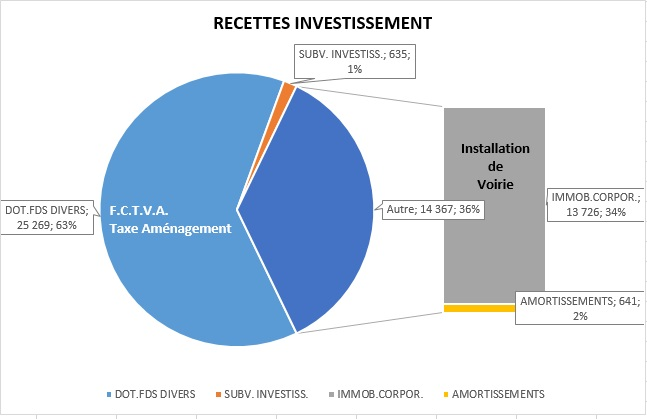 RECETTES INVESTISSEMENT
SUBV. INVESTISS.; 635;
1%
Installation
de
Voirie
DOT.FDS DIVERS;
25 269; 63%
F.C.T.V.A.
Taxe Aménagement
Autre; 14 367; 36%
IMMOB.CORPOR.;
13 726; 34%
AMORTISSEMENTS; 641;
2%
DOT.FDS DIVERS SUBV. INVESTISS. IMMOB.CORPOR. AMORTISSEMENTS